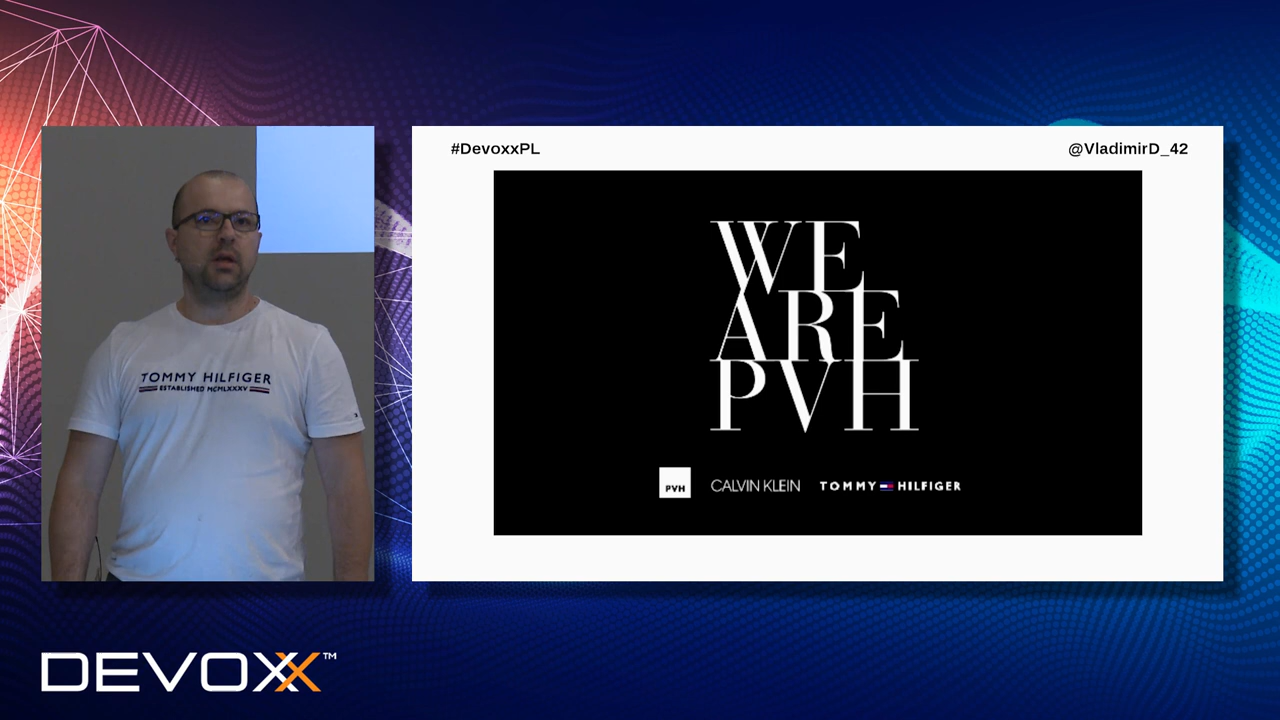 #DevoxxPL
@VladimirD_42
WE
ARE
PVH
PVH
CALVIN KLEIN
TOMMY HILFIGER
TOMMY HILFIGER
ESTABLISHED MCMLXXXV
DEVOXX™